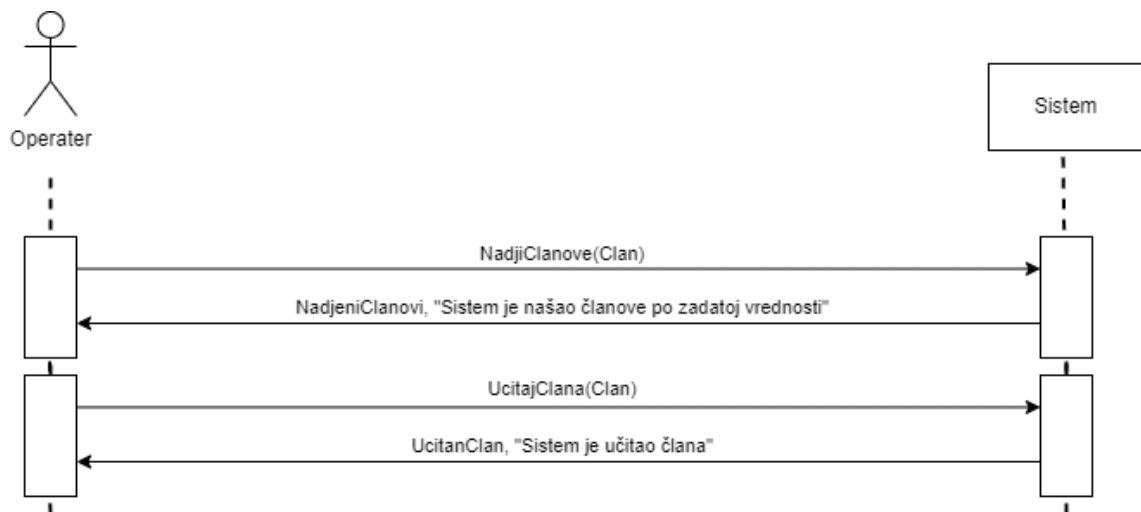 Operater
Sistem
NadjiClanove(Clan)
NadjeniClanovi, "Sistem je našao članove po zadatoj vrednosti"
UcitajClana(Clan)
UcitanClan, "Sistem je učitao člana"